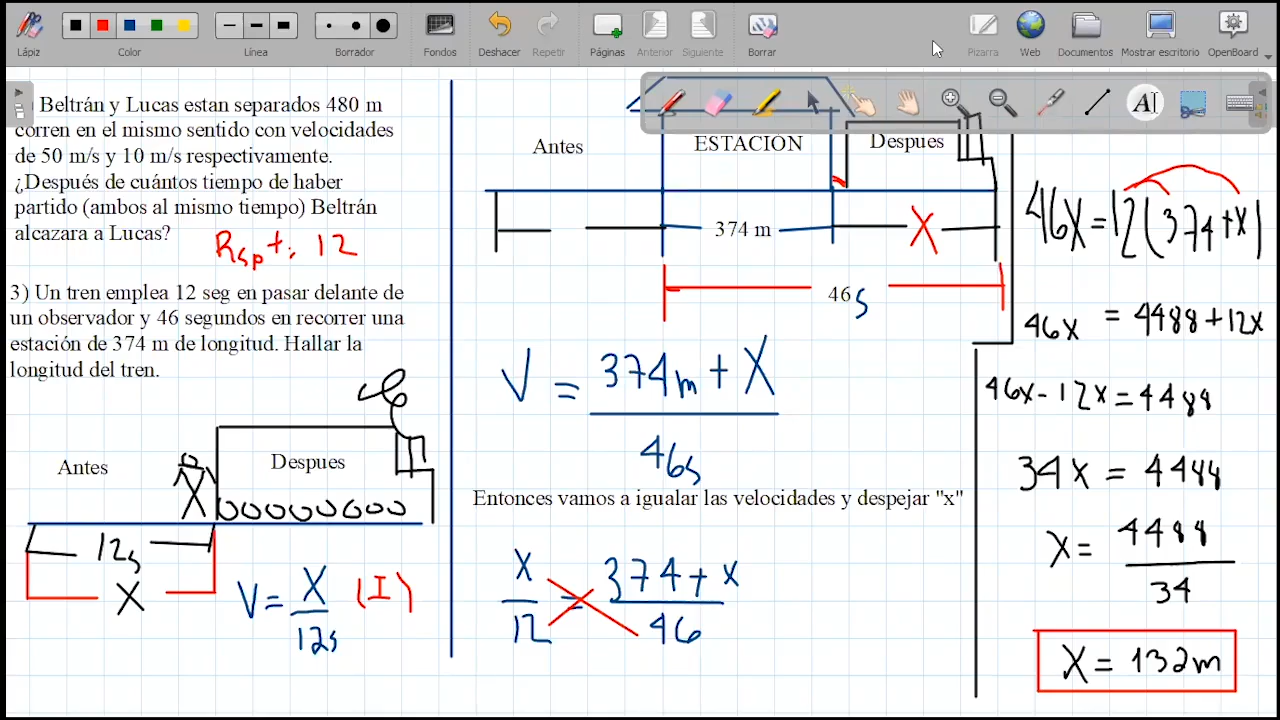 Lápiz
Color
Línea
Borrador
Fondos
Deshacer
Repetir
Páginas
Anterior
Siguiente
Borrar
Pizarra
Web
Documentos
Mostrar escritorio
OpenBoard
Beltrán y Lucas estan separados 480 m
corren en el mismo sentido con velocidades
de 50 m/s y 10 m/s respectivamente.
¿Después de cuántos tiempo de haber
partido (ambos al mismo tiempo) Beltrán
alcazara a Lucas?
Rspt: 12
3) Un tren emplea 12 seg en pasar delante de
un observador y 46 segundos en recorrer una
estación de 374 m de longitud. Hallar la
longitud del tren.
Antes
Despues
12s
X
V = X / 12s (I)
Antes
ESTACIÓN
Despues
374 m
X
46 s
V = 374m + X / 46s
Entonces vamos a igualar las velocidades y despejar "x"
X / 12 = 374 + x / 46
46X = 12(374+x)
46x = 4488+12x
46x - 12x = 4488
34x = 4488
x = 4488 / 34
X = 132m
AI